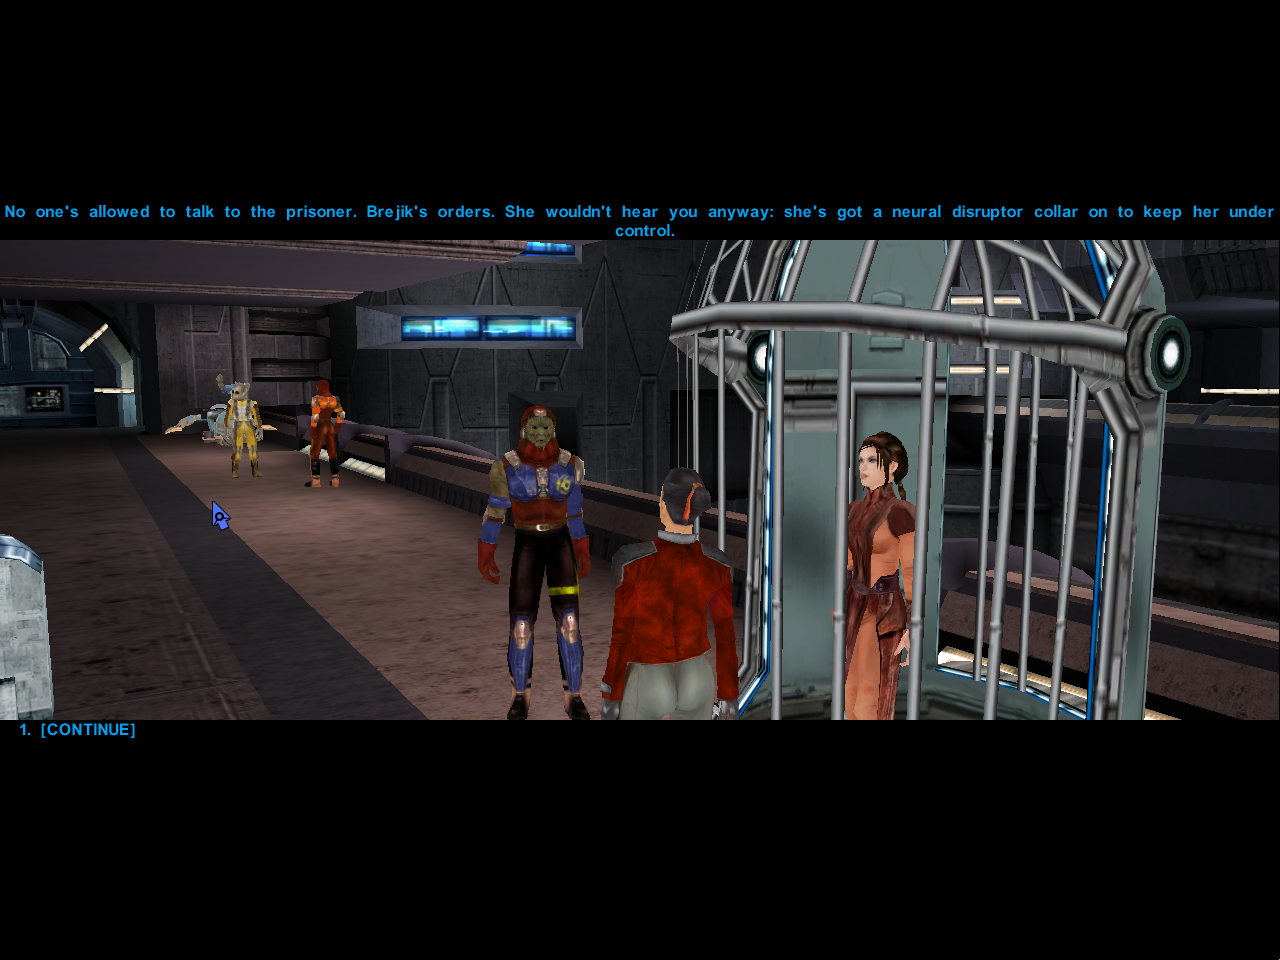 No one's allowed to talk to the prisoner. Brejik's orders. She wouldn't hear you anyway: she's got a neural disruptor collar on to keep her under
control.
1. [CONTINUE]